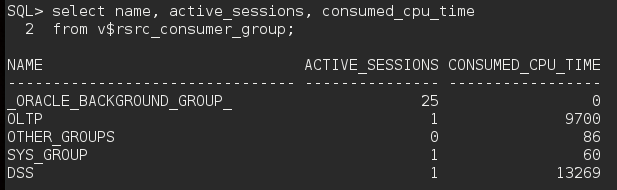 SQL> select name, active_sessions, consumed_cpu_time
  2  from v$rsrc_consumer_group;
NAME                             ACTIVE_SESSIONS CONSUMED_CPU_TIME
-------------------------------- --------------- -----------------
_ORACLE_BACKGROUND_GROUP_                     25                 0
OLTP                                           1              9700
OTHER_GROUPS                                   0                86
SYS_GROUP                                      1                60
DSS                                            1             13269